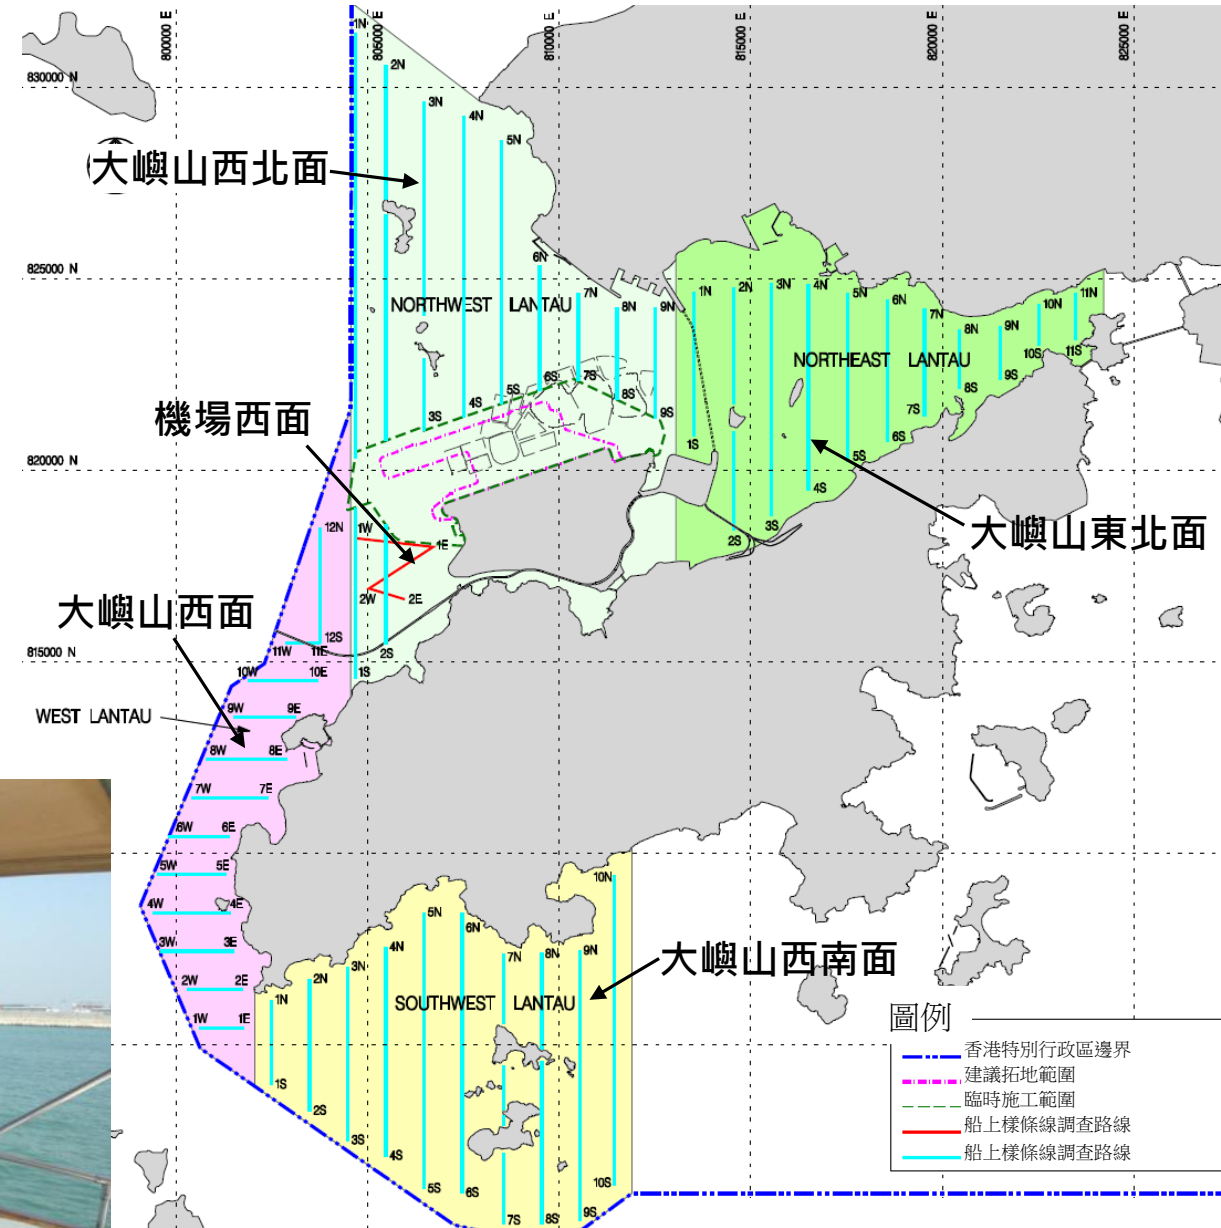 800000 E
805000 E
810000 E
815000 E
820000 E
825000 E
830000 N
825000 N
820000 N
815000 N
大嶼山西北面
NORTHWEST LANTAU
1N
2N
3N
4N
5N
6N
7N
8N
9N
1S
2S
3S
4S
5S
6S
7S
8S
9S
NORTHEAST LANTAU
大嶼山東北面
1N
2N
3N
4N
5N
6N
7N
8N
9N
10N
11N
1S
2S
3S
4S
5S
6S
7S
8S
9S
10S
11S
機場西面
1W
1E
2W
2E
大嶼山西面
WEST LANTAU
12N
12S
11W 11E
10W 10E
9W 9E
8W 8E
7W 7E
6W 6E
5W 5E
4W 4E
3W 3E
2W 2E
1W 1E
大嶼山西南面
SOUTHWEST LANTAU
1N
2N
3N
4N
5N
6N
7N
8N
9N
10N
1S
2S
3S
4S
5S
6S
7S
8S
9S
10S
圖例
香港特別行政區邊界
建議拓地範圍
臨時施工範圍
船上樣條線調查路線
船上樣條線調查路線